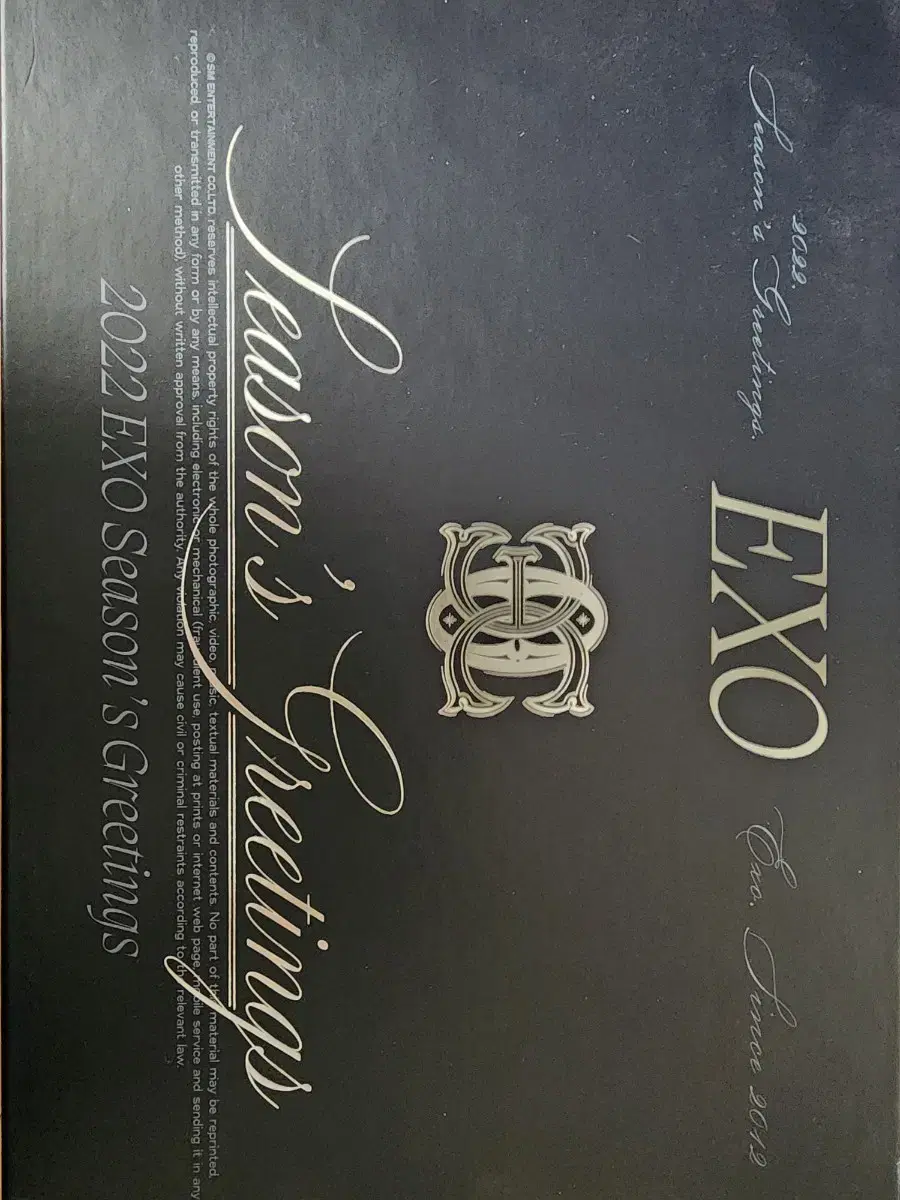 2022.
Season's Greetings.
EXO
Exo. Since 2012
Season's Greetings
© SM ENTERTAINMENT CO.LTD. reserves intellectual property rights of the whole photographic, video, music, textual materials and contents. No part of this material may be reprinted,
reproduced, or transmitted in any form or by any means, including electronic or mechanical (fraudulent use, posting at prints or internet web page, mobile service and sending it in any
other method), without written approval from the authority. Any violation may cause civil or criminal restraints according to the relevant law.
2022 EXO Season's Greetings